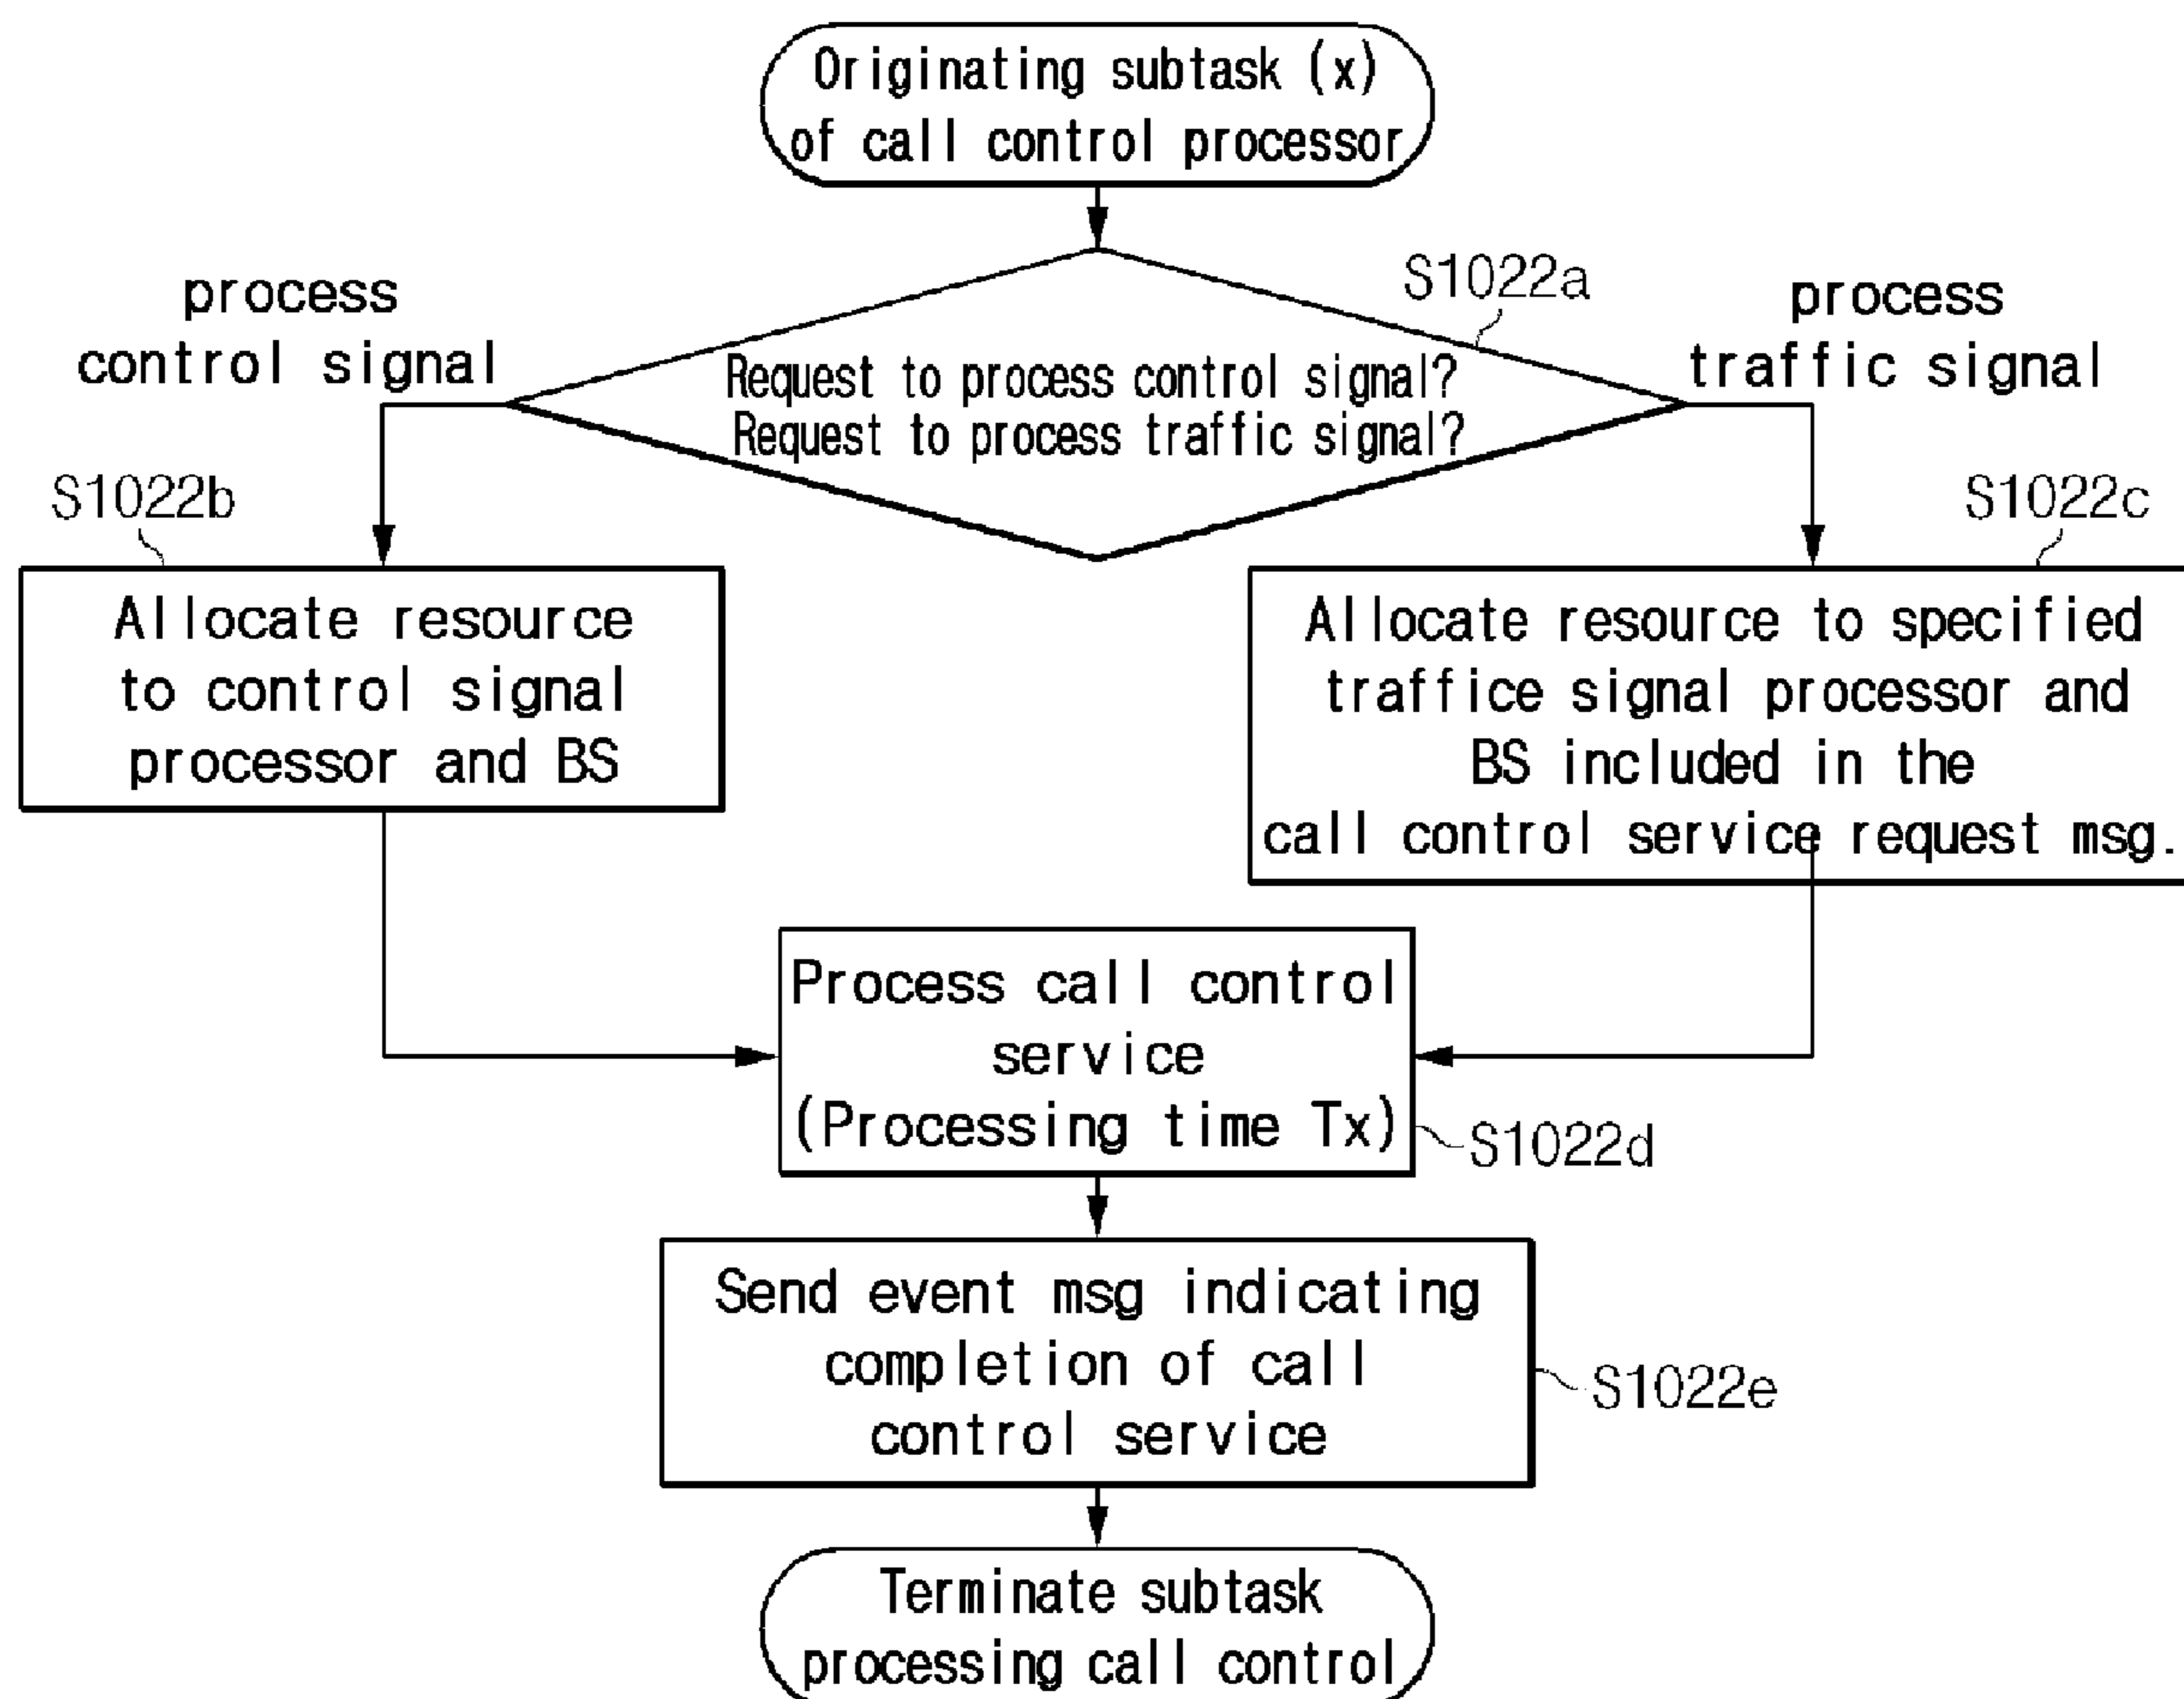 Originating subtask (x)
of call control processor
S1022a
process
control signal
process
traffic signal
Request to process control signal?
Request to process traffic signal?
S1022b
S1022c
Allocate resource
to control signal
processor and BS
Allocate resource to specified
traffice signal processor and
BS included in the
call control service request msg.
Process call control
service
(Processing time Tx)
S1022d
Send event msg indicating
completion of call
control service
S1022e
Terminate subtask
processing call control